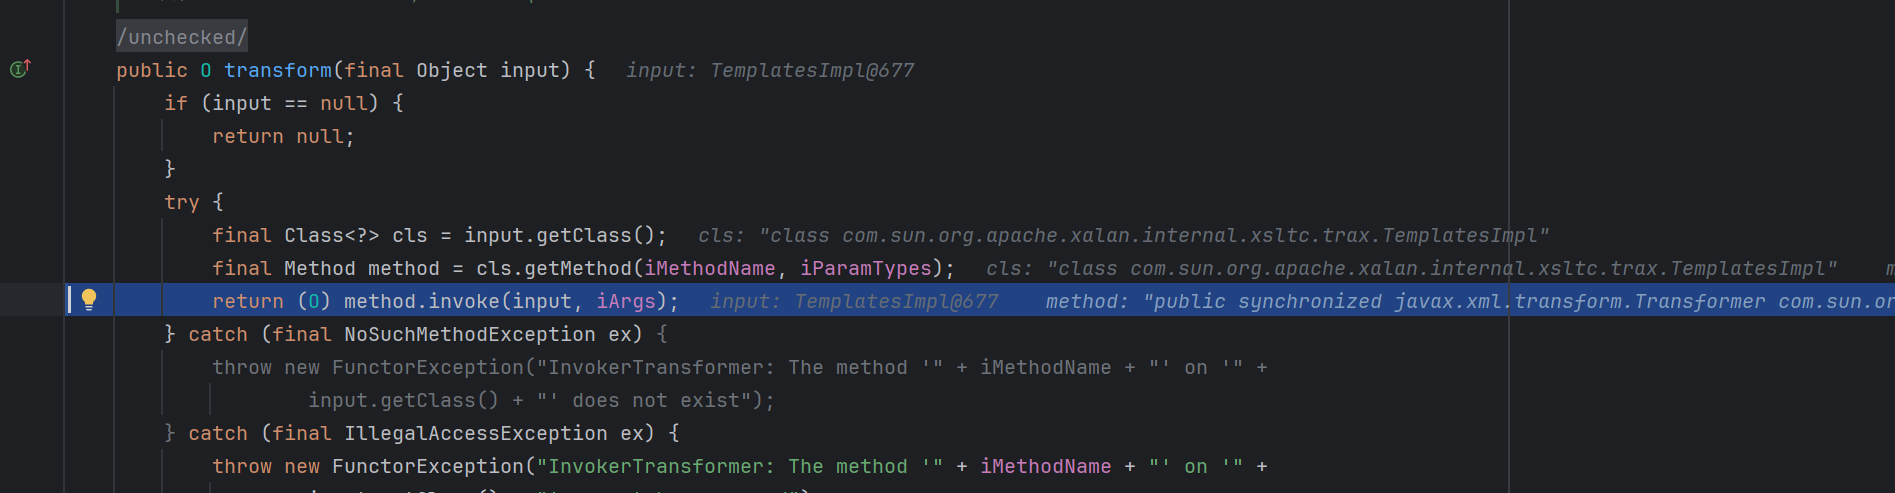 /unchecked/
public O transform(final Object input) {   input: TemplatesImpl@677
if (input == null) {
return null;
}
try {
final Class<?> cls = input.getClass();   cls: "class com.sun.org.apache.xalan.internal.xsltc.trax.TemplatesImpl"
final Method method = cls.getMethod(iMethodName, iParamTypes);   cls: "class com.sun.org.apache.xalan.internal.xsltc.trax.TemplatesImpl"
return (O) method.invoke(input, iArgs);   input: TemplatesImpl@677   method: "public synchronized javax.xml.transform.Transformer com.sun.or
} catch (final NoSuchMethodException ex) {
throw new FunctorException("InvokerTransformer: The method '" + iMethodName + "' on '" +
input.getClass() + "' does not exist");
} catch (final IllegalAccessException ex) {
throw new FunctorException("InvokerTransformer: The method '" + iMethodName + "' on '" +